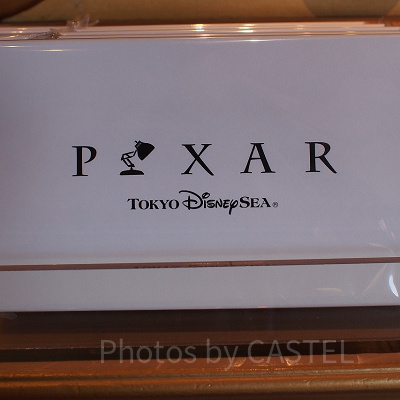 PIXAR
TOKYO DISNEYSEA®
Photos by CASTEL